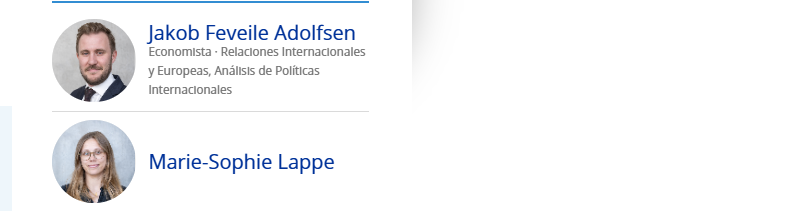 Jakob Feveile Adolfsen
Economista · Relaciones Internacionales
y Europeas, Análisis de Políticas
Internacionales
Marie-Sophie Lappe